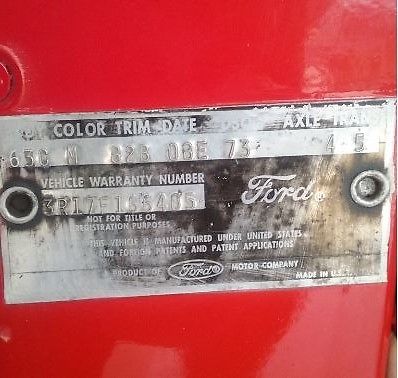 COLOR TRIM DATE AXLE TRAN
63C 82B 08E 73 4 5
VEHICLE WARRANTY NUMBER
Ford®
NOT FOR TITLE OR
REGISTRATION PURPOSES
THIS VEHICLE IS MANUFACTURED UNDER UNITED STATES
AND FOREIGN PATENTS AND PATENT APPLICATIONS
PRODUCT OF Ford MOTOR COMPANY
MADE IN U.S.